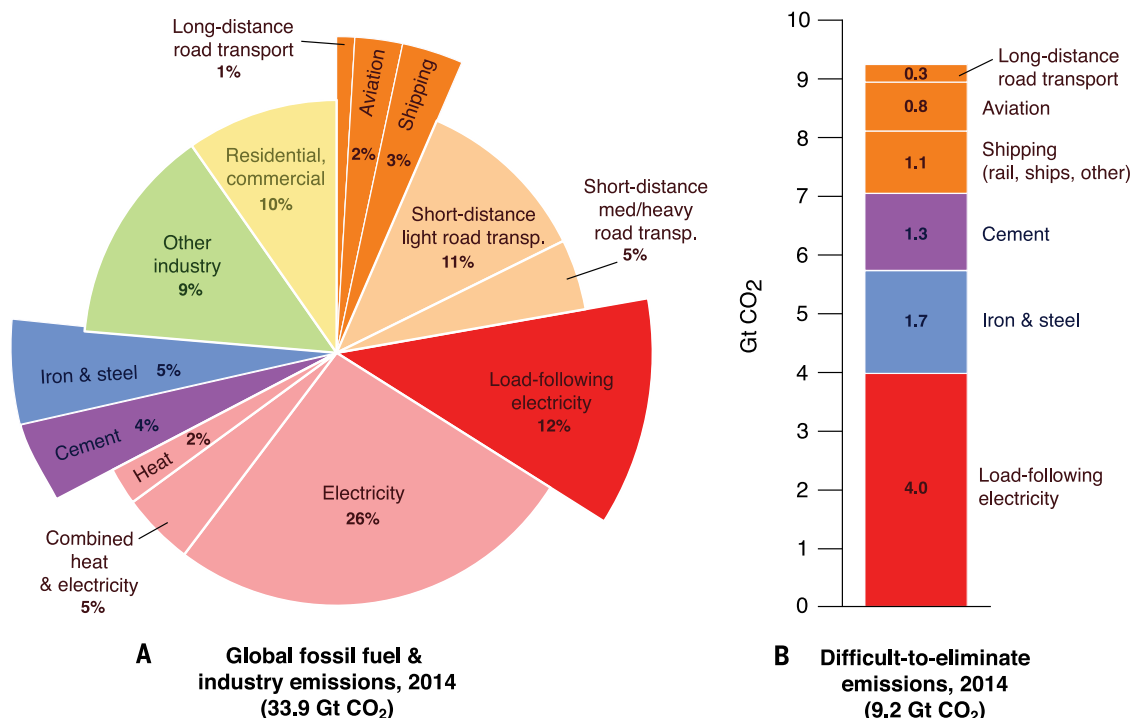 Long-distance
road transport
1%
Aviation
2%
Shipping
3%
Residential,
commercial
10%
Short-distance
light road transp.
11%
Short-distance
med/heavy
road transp.
5%
Other
industry
9%
Load-following
electricity
12%
Iron & steel 5%
Cement 4%
Heat 2%
Electricity
26%
Combined
heat
& electricity
5%
A Global fossil fuel &
industry emissions, 2014
(33.9 Gt CO₂)
Gt CO₂
10
9
8
7
6
5
4
3
2
1
0
0.3
0.8
1.1
1.3
1.7
4.0
Long-distance
road transport
Aviation
Shipping
(rail, ships, other)
Cement
Iron & steel
Load-following
electricity
B Difficult-to-eliminate
emissions, 2014
(9.2 Gt CO₂)